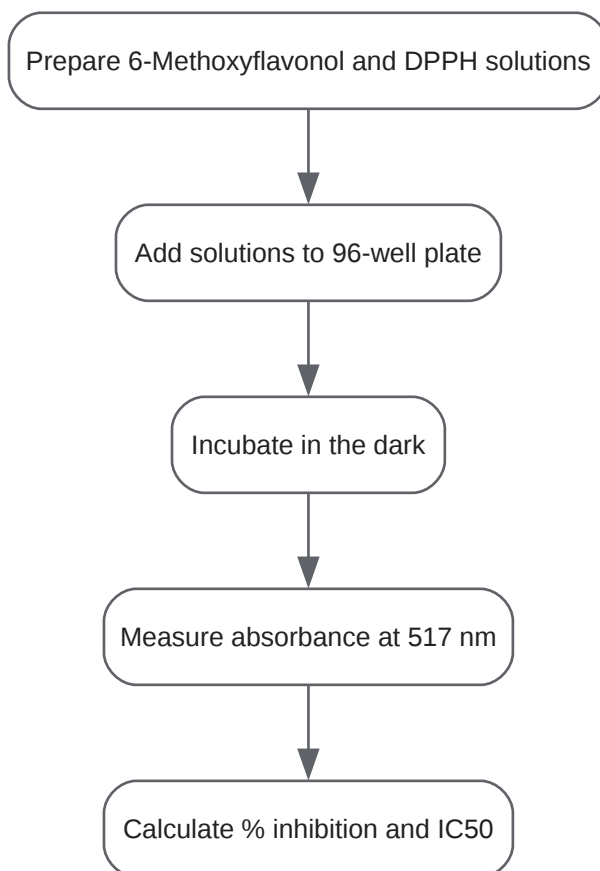 Prepare 6-Methoxyflavonol and DPPH solutions
Add solutions to 96-well plate
Incubate in the dark
Measure absorbance at 517 nm
Calculate % inhibition and IC50